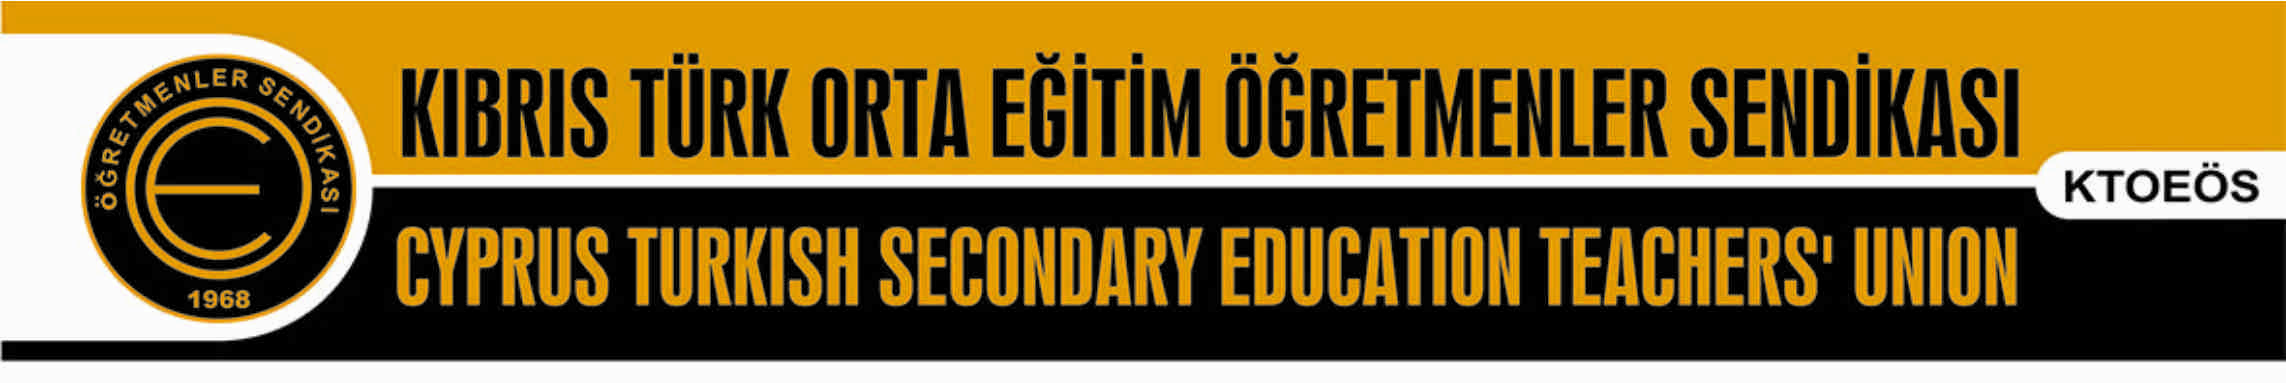 ÖĞRETMENLER SENDİKASI
1968
KIBRIS TÜRK ORTA EĞİTİM ÖĞRETMENLER SENDİKASI
KTOEÖS
CYPRUS TURKISH SECONDARY EDUCATION TEACHERS' UNION